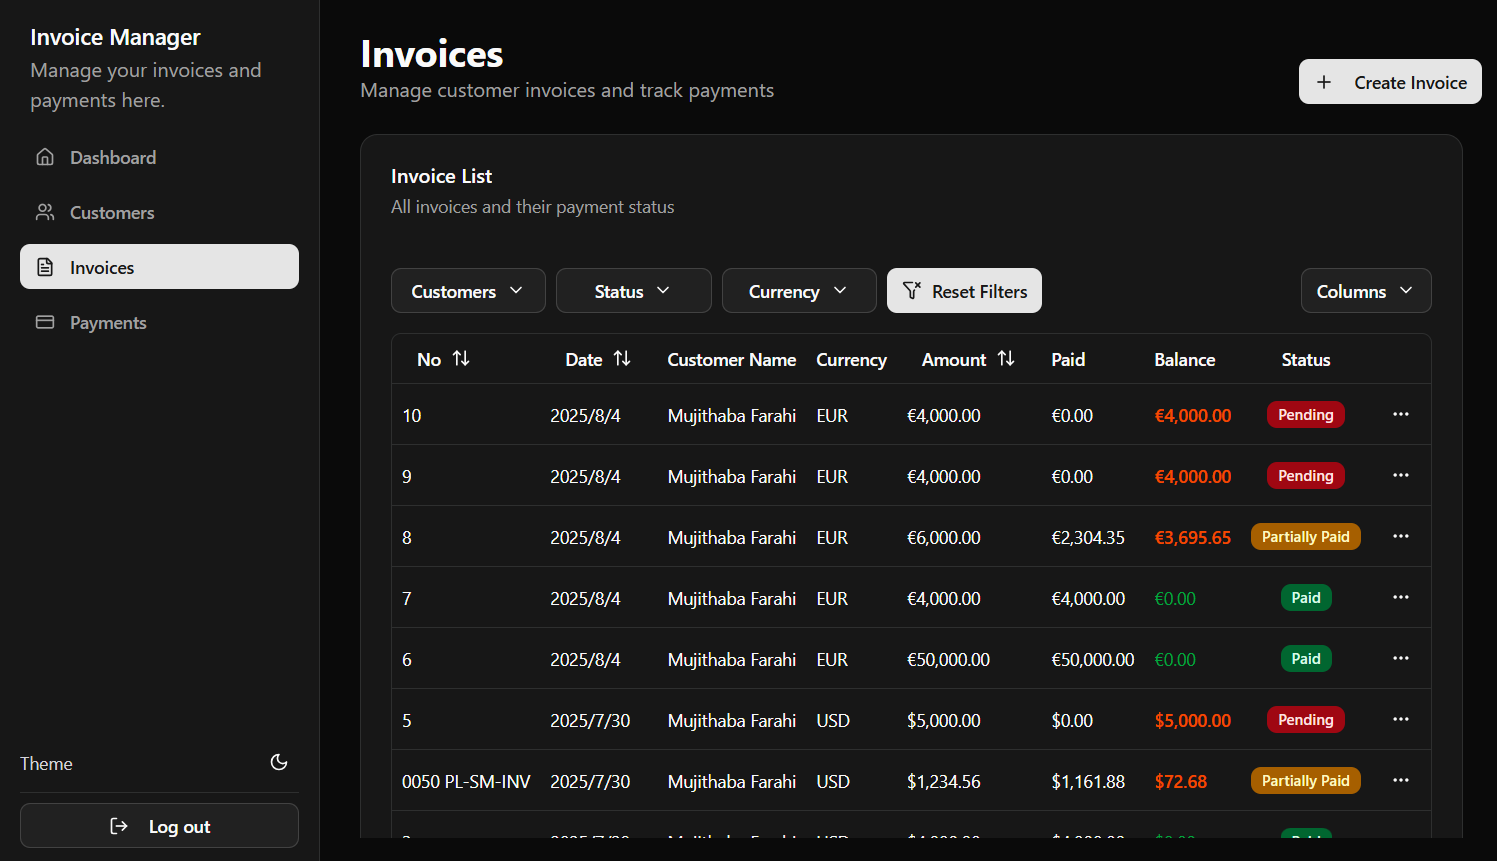 Invoice Manager
Manage your invoices and
payments here.
Dashboard
Customers
Invoices
Payments
Theme
Log out
Invoices
Manage customer invoices and track payments
Create Invoice
Invoice List
All invoices and their payment status
Customers Status Currency Reset Filters Columns
No Date Customer Name Currency Amount Paid Balance Status
10 2025/8/4 Mujithaba Farahi EUR €4,000.00 €0.00 €4,000.00 Pending
9 2025/8/4 Mujithaba Farahi EUR €4,000.00 €0.00 €4,000.00 Pending
8 2025/8/4 Mujithaba Farahi EUR €6,000.00 €2,304.35 €3,695.65 Partially Paid
7 2025/8/4 Mujithaba Farahi EUR €4,000.00 €4,000.00 €0.00 Paid
6 2025/8/4 Mujithaba Farahi EUR €50,000.00 €50,000.00 €0.00 Paid
5 2025/7/30 Mujithaba Farahi USD $5,000.00 $0.00 $5,000.00 Pending
0050 PL-SM-INV 2025/7/30 Mujithaba Farahi USD $1,234.56 $1,161.88 $72.68 Partially Paid